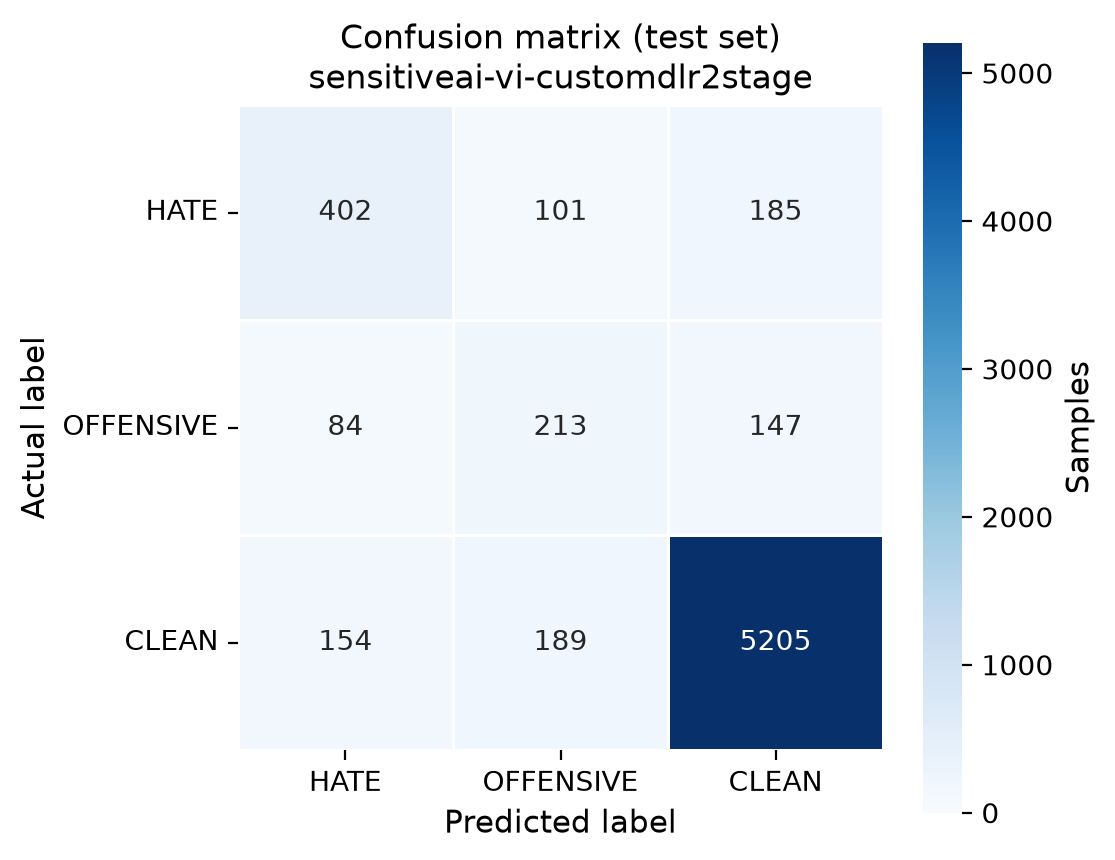 Confusion matrix (test set)
sensitiveai-vi-customdlr2stage
HATE
402
101
185
OFFENSIVE
84
213
147
CLEAN
154
189
5205
HATE
OFFENSIVE
CLEAN
Predicted label
Actual label
5000
4000
3000
2000
1000
0
Samples